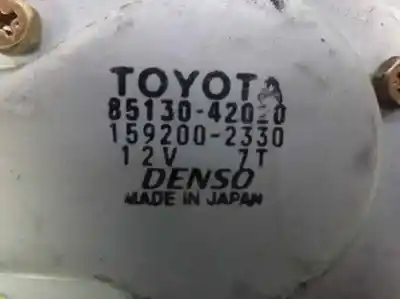 TOYOTA
85130-42020
159200-2330
12V 7T
DENSO
MADE IN JAPAN